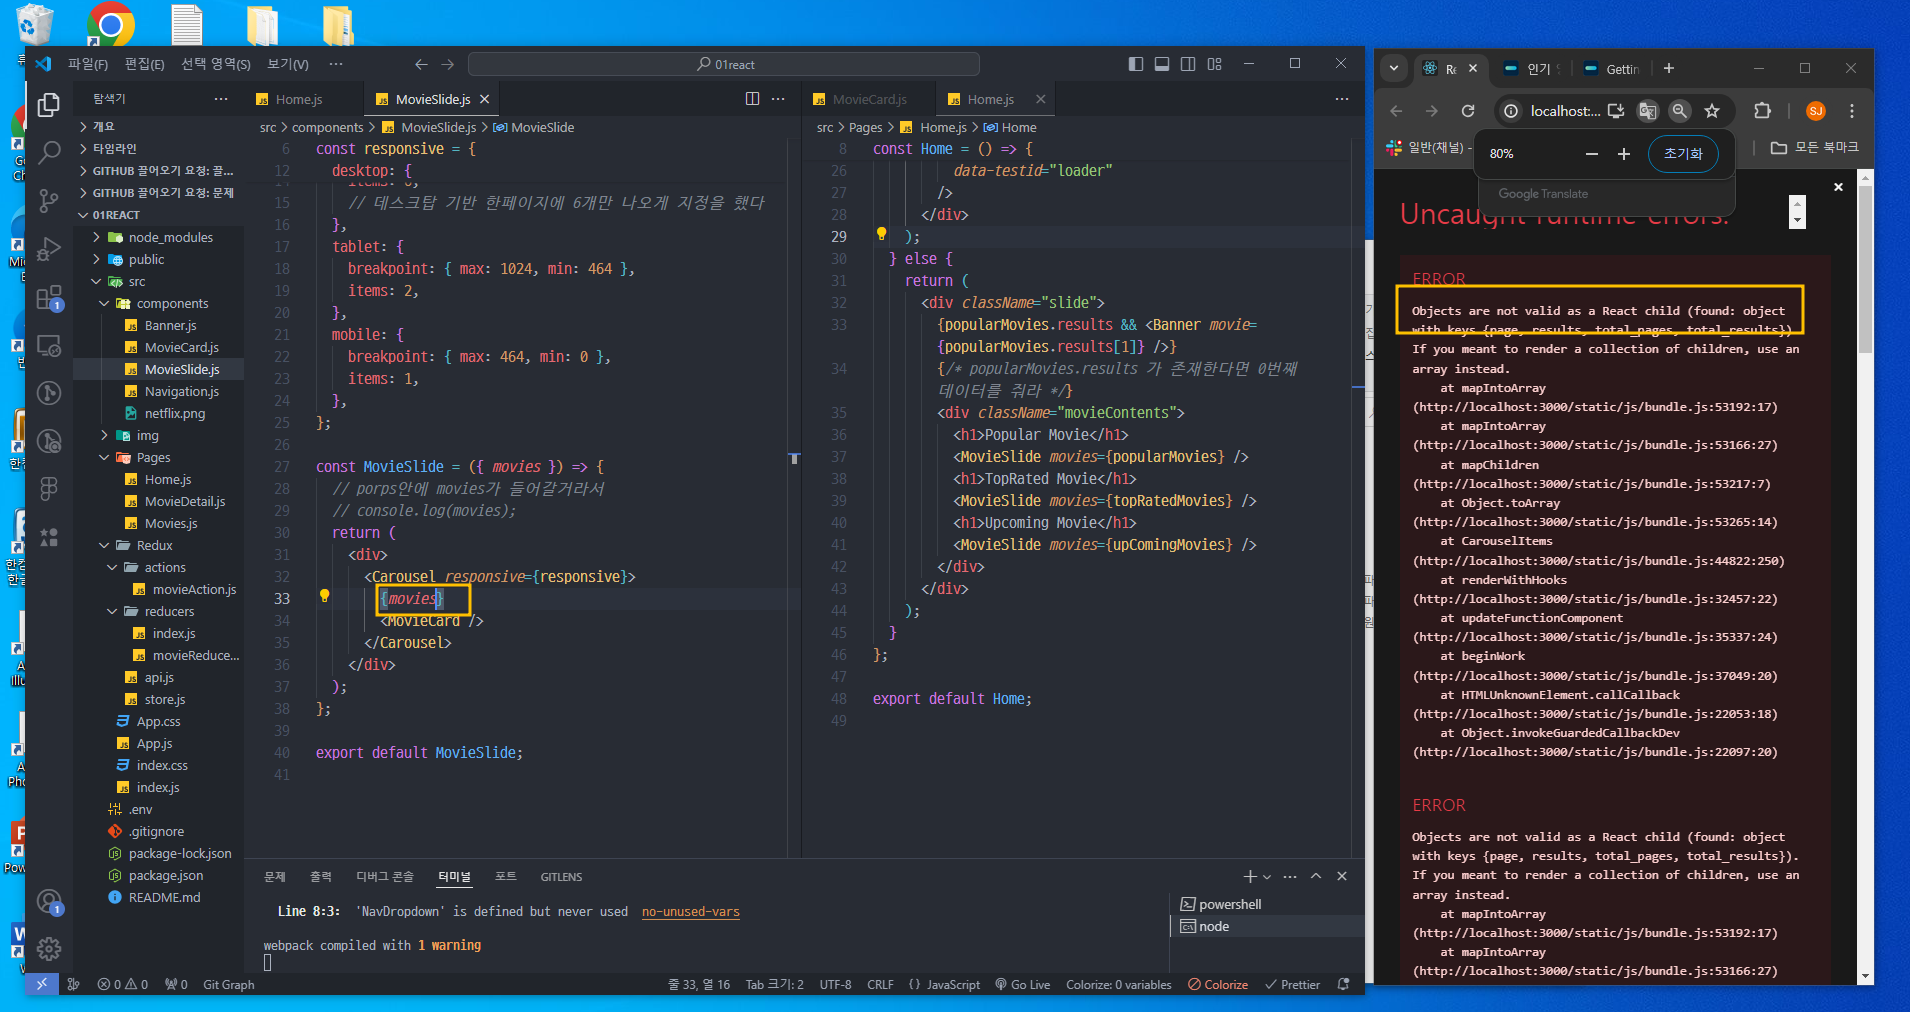 파일(F) 편집(E) 선택 영역(S) 보기(V) ··· 01react
탐색기 ···
개요
타임라인
GITHUB 끌어오기 요청: 끌...
GITHUB 끌어오기 요청: 문제
01REACT
node_modules
public
src
components
Banner.js
MovieCard.js
MovieSlide.js
Navigation.js
netflix.png
img
Pages
Home.js
MovieDetail.js
Movies.js
Redux
actions
movieAction.js
reducers
index.js
movieReduce...
api.js
store.js
App.css
App.js
index.css
index.js
.env
.gitignore
package-lock.json
package.json
README.md
Home.js MovieSlide.js
src > components > MovieSlide.js > MovieSlide
6 const responsive = {
12 desktop: {
15 // 데스크탑 기반 한페이지에 6개만 나오게 지정을 했다
16 },
17 tablet: {
18 breakpoint: { max: 1024, min: 464 },
19 items: 2,
20 },
21 mobile: {
22 breakpoint: { max: 464, min: 0 },
23 items: 1,
24 },
25 };
26
27 const MovieSlide = ({ movies }) => {
28 // porps안에 movies가 들어갈거라서
29 // console.log(movies);
30 return (
31 <div>
32 <Carousel responsive={responsive}>
33 {movies}
34 <MovieCard />
35 </Carousel>
36 </div>
37 );
38 };
39
40 export default MovieSlide;
41
MovieCard.js Home.js ···
src > Pages > Home.js > Home
8 const Home = () => {
26 data-testid="loader"
27 />
28 </div>
29 );
30 } else {
31 return (
32 <div className="slide">
33 {popularMovies.results && <Banner movie=
{popularMovies.results[1]} />}
34 {/* popularMovies.results 가 존재한다면 0번째
데이터를 줘라 */}
35 <div className="movieContents">
36 <h1>Popular Movie</h1>
37 <MovieSlide movies={popularMovies} />
38 <h1>TopRated Movie</h1>
39 <MovieSlide movies={topRatedMovies} />
40 <h1>Upcoming Movie</h1>
41 <MovieSlide movies={upComingMovies} />
42 </div>
43 </div>
44 );
45 }
46 };
47
48 export default Home;
49
문제 출력 디버그 콘솔 터미널 포트 GITLENS
Line 8:3: 'NavDropdown' is defined but never used no-unused-vars
webpack compiled with 1 warning
powershell
node
0 0 0 Git Graph 줄 33, 열 16 Tab 크기: 2 UTF-8 CRLF {} JavaScript Go Live Colorize: 0 variables Colorize Prettier
Re 인기 Gettin
localhost:... SJ
일반(채널) - 모든 북마크
80% 초기화
Google Translate
Uncaught runtime errors:
ERROR
Objects are not valid as a React child (found: object
with keys {page, results, total_pages, total_results}).
If you meant to render a collection of children, use an
array instead.
at mapIntoArray
(http://localhost:3000/static/js/bundle.js:53192:17)
at mapIntoArray
(http://localhost:3000/static/js/bundle.js:53166:27)
at mapChildren
(http://localhost:3000/static/js/bundle.js:53217:7)
at Object.toArray
(http://localhost:3000/static/js/bundle.js:53265:14)
at CarouselItems
(http://localhost:3000/static/js/bundle.js:44822:250)
at renderWithHooks
(http://localhost:3000/static/js/bundle.js:32457:22)
at updateFunctionComponent
(http://localhost:3000/static/js/bundle.js:35337:24)
at beginWork
(http://localhost:3000/static/js/bundle.js:37049:20)
at HTMLUnknownElement.callCallback
(http://localhost:3000/static/js/bundle.js:22053:18)
at Object.invokeGuardedCallbackDev
(http://localhost:3000/static/js/bundle.js:22097:20)
ERROR
Objects are not valid as a React child (found: object
with keys {page, results, total_pages, total_results}).
If you meant to render a collection of children, use an
array instead.
at mapIntoArray
(http://localhost:3000/static/js/bundle.js:53192:17)
at mapIntoArray
(http://localhost:3000/static/js/bundle.js:53166:27)